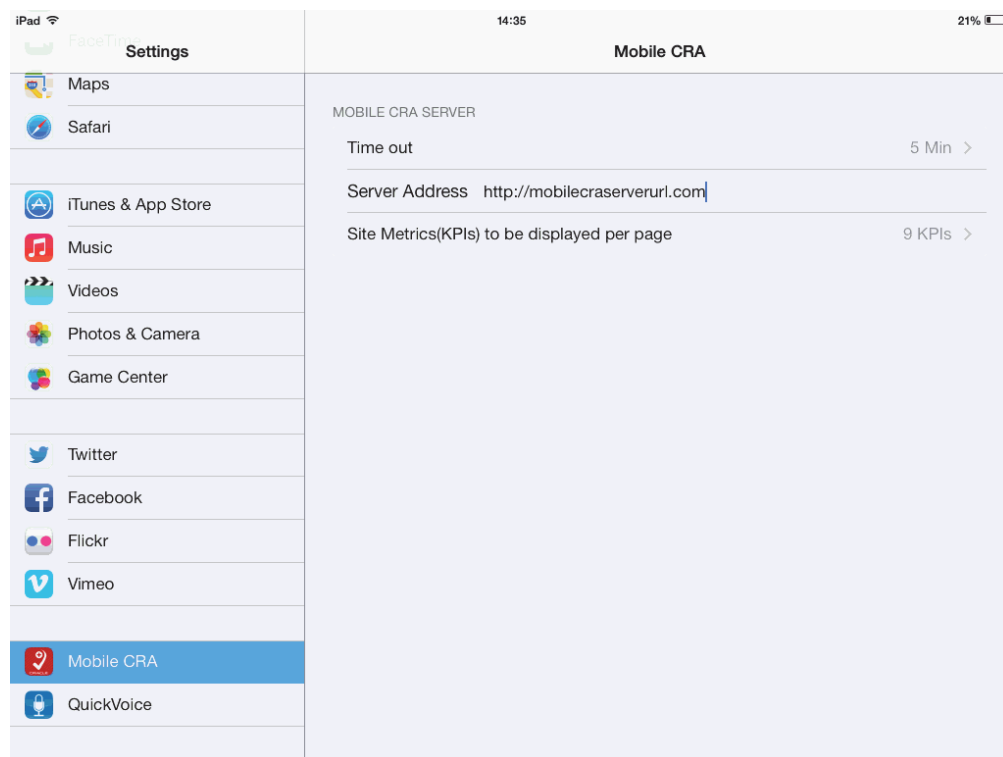 iPad 14:35 21%
FaceTime
Settings
Mobile CRA
Maps
Safari
iTunes & App Store
Music
Videos
Photos & Camera
Game Center
Twitter
Facebook
Flickr
Vimeo
Mobile CRA
QuickVoice
MOBILE CRA SERVER
Time out 5 Min
Server Address http://mobilecraserverurl.com
Site Metrics(KPIs) to be displayed per page 9 KPIs